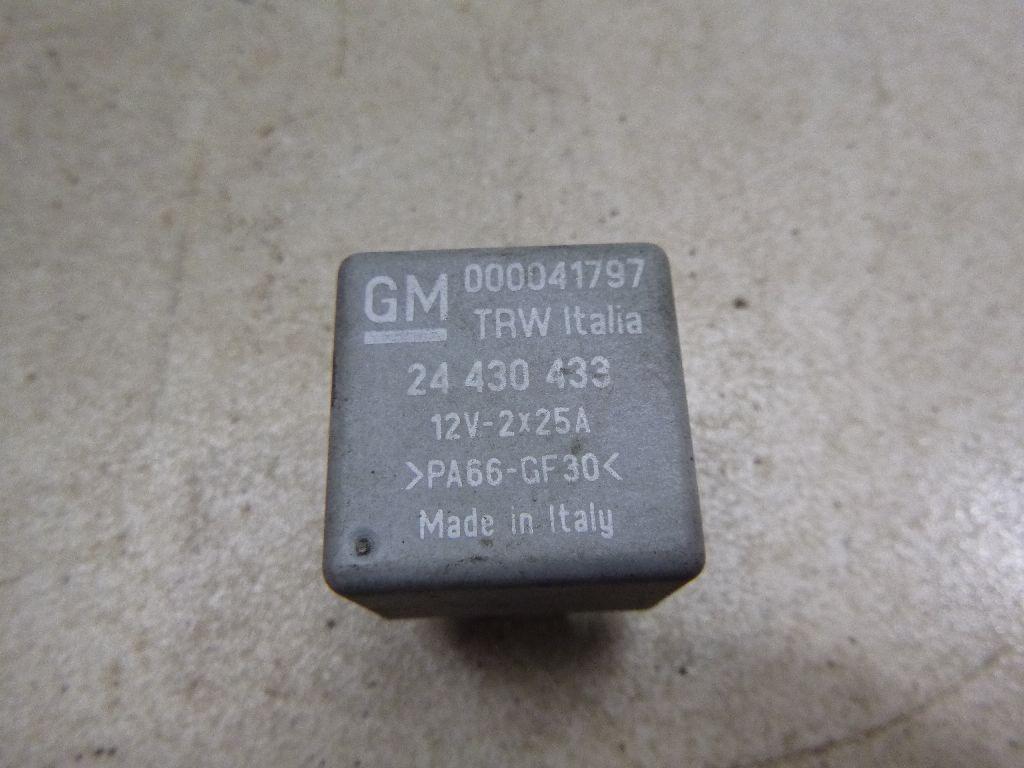 GM 000041797
TRW Italia
24 430 433
12V-2x25A
>PA66-GF30<
Made in Italy